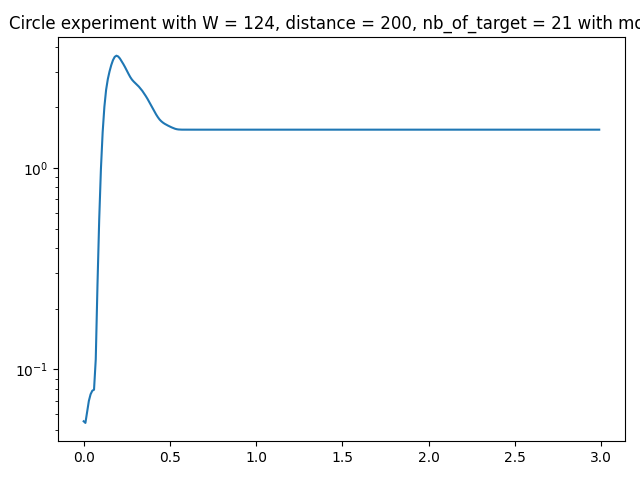 Circle experiment with W = 124, distance = 200, nb_of_target = 21 with mo
10⁰
10⁻¹
0.0 0.5 1.0 1.5 2.0 2.5 3.0